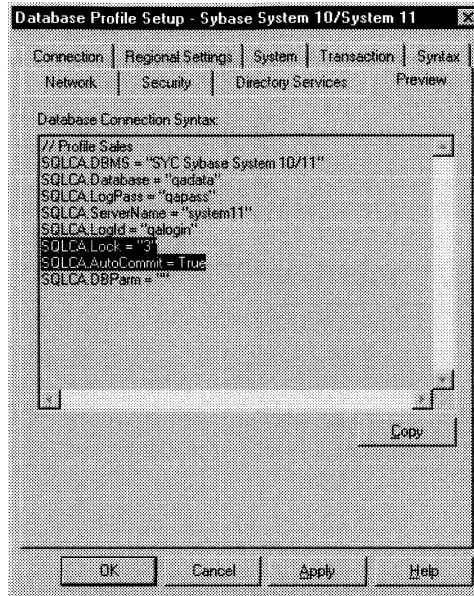 Database Profile Setup - Sybase System 10/System 11
Connection Regional Settings System Transaction Syntax
Network Security Directory Services Preview
Database Connection Syntax:
// Profile Sales
SQLCA.DBMS = "SYC Sybase System 10/11"
SQLCA.Database = "qadata"
SQLCA.LogPass = "qapass"
SQLCA.ServerName = "system11"
SQLCA.LogId = "qalogin"
SQLCA.Lock = "3"
SQLCA.AutoCommit = True
SQLCA.DBParm = ""
Copy
OK Cancel Apply Help